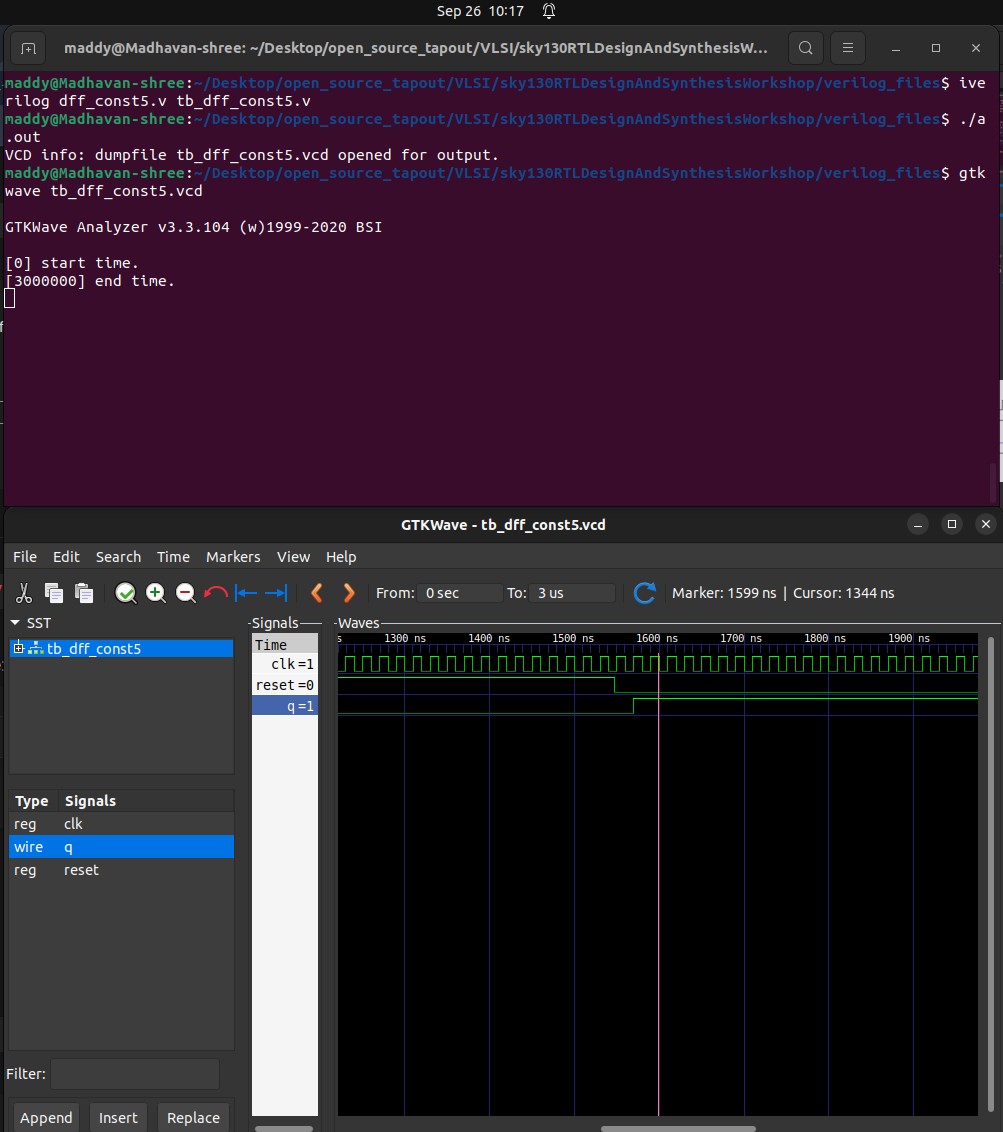 Sep 26 10:17
maddy@Madhavan-shree: ~/Desktop/open_source_tapout/VLSI/sky130RTLDesignAndSynthesisW...
maddy@Madhavan-shree:~/Desktop/open_source_tapout/VLSI/sky130RTLDesignAndSynthesisWorkshop/verilog_files$ ive
rilog dff_const5.v tb_dff_const5.v
maddy@Madhavan-shree:~/Desktop/open_source_tapout/VLSI/sky130RTLDesignAndSynthesisWorkshop/verilog_files$ ./a
.out
VCD info: dumpfile tb_dff_const5.vcd opened for output.
maddy@Madhavan-shree:~/Desktop/open_source_tapout/VLSI/sky130RTLDesignAndSynthesisWorkshop/verilog_files$ gtk
wave tb_dff_const5.vcd
GTKWave Analyzer v3.3.104 (w)1999-2020 BSI
[0] start time.
[3000000] end time.
GTKWave - tb_dff_const5.vcd
File Edit Search Time Markers View Help
From: 0 sec To: 3 us Marker: 1599 ns | Cursor: 1344 ns
SST
tb_dff_const5
Type Signals
reg clk
wire q
reg reset
Filter:
Append Insert Replace
Signals
Time
clk=1
reset=0
q=1
Waves
s 1300 ns 1400 ns 1500 ns 1600 ns 1700 ns 1800 ns 1900 ns